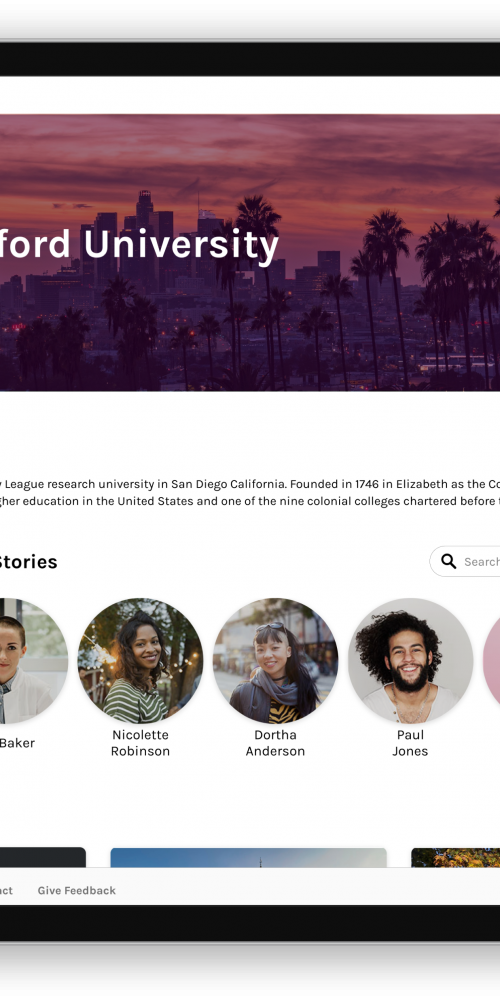 ford University
y League research university in San Diego California. Founded in 1746 in Elizabeth as the Co
gher education in the United States and one of the nine colonial colleges chartered before t
Stories
Search
Baker
Nicolette
Robinson
Dortha
Anderson
Paul
Jones
act
Give Feedback